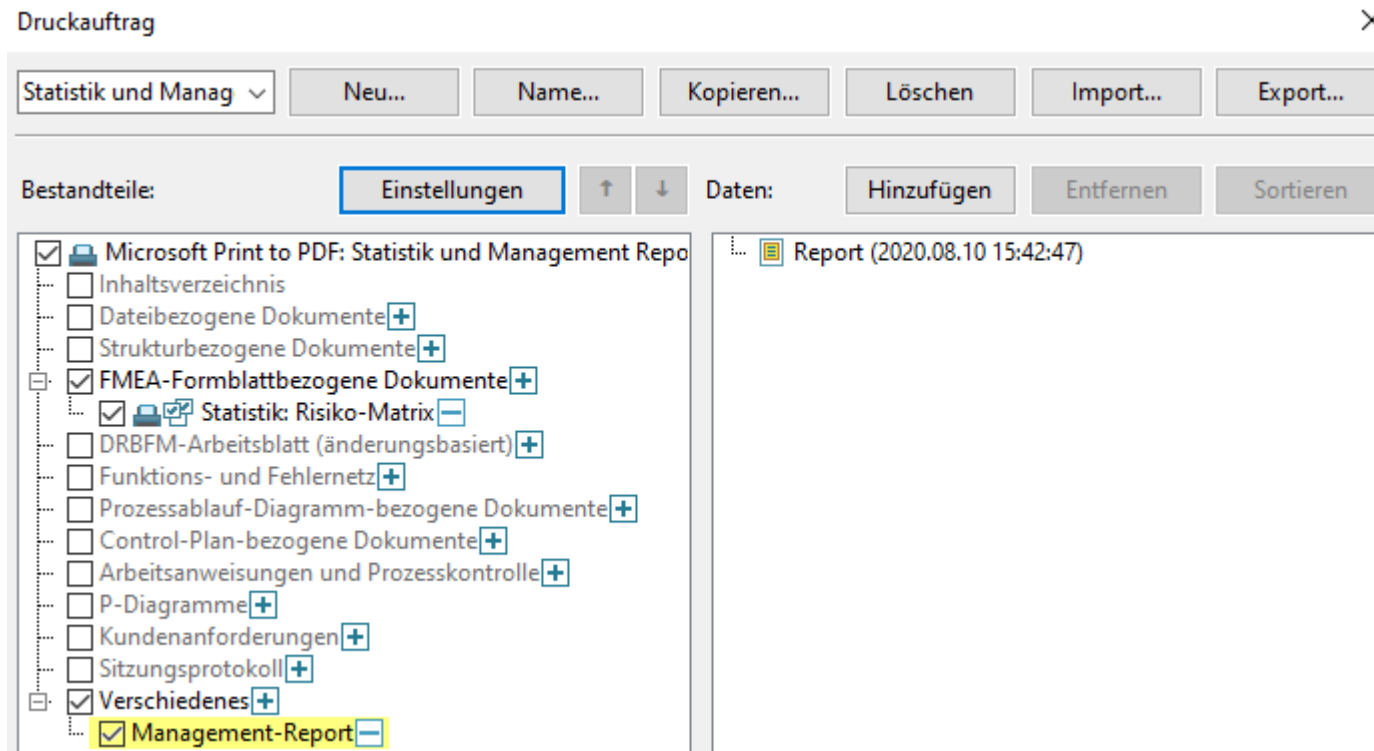 Druckauftrag
Statistik und Manag Neu... Name... Kopieren... Löschen Import... Export...
Bestandteile: Einstellungen Daten: Hinzufügen Entfernen Sortieren
Microsoft Print to PDF: Statistik und Management Repo
Inhaltsverzeichnis
Dateibezogene Dokumente
Strukturbezogene Dokumente
FMEA-Formblattbezogene Dokumente
Statistik: Risiko-Matrix
DRBFM-Arbeitsblatt (änderungsbasiert)
Funktions- und Fehlernetz
Prozessablauf-Diagramm-bezogene Dokumente
Control-Plan-bezogene Dokumente
Arbeitsanweisungen und Prozesskontrolle
P-Diagramme
Kundenanforderungen
Sitzungsprotokoll
Verschiedenes
Management-Report
Report (2020.08.10 15:42:47)